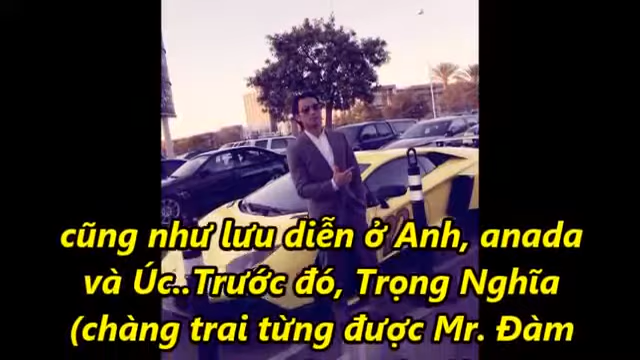 cũng như lưu diễn ở Anh, anada
và Úc..Trước đó, Trọng Nghĩa
(chàng trai từng được Mr. Đàm